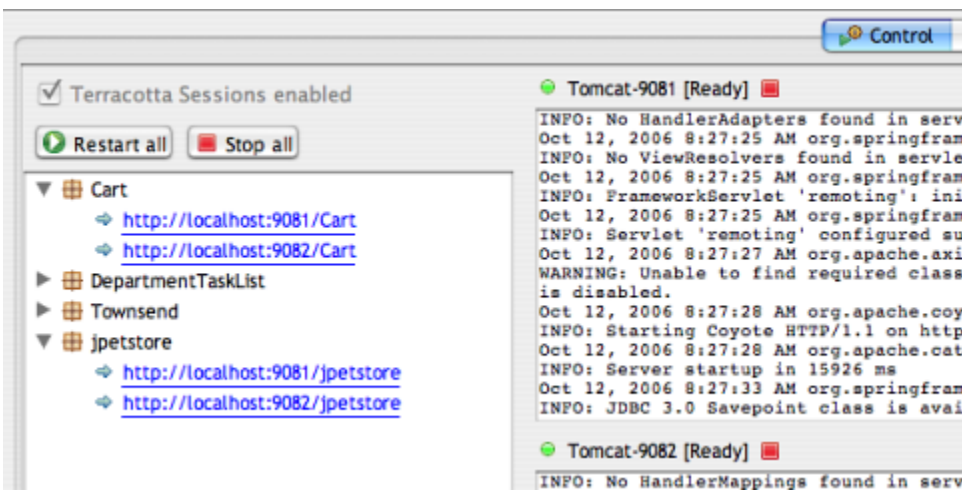 Control
Terracotta Sessions enabled
Restart all
Stop all
Cart
http://localhost:9081/Cart
http://localhost:9082/Cart
DepartmentTaskList
Townsend
jpetstore
http://localhost:9081/jpetstore
http://localhost:9082/jpetstore
Tomcat-9081 [Ready]
INFO: No HandlerAdapters found in serv
Oct 12, 2006 8:27:25 AM org.springfram
INFO: No ViewResolvers found in servle
Oct 12, 2006 8:27:25 AM org.springfram
INFO: FrameworkServlet 'remoting': ini
Oct 12, 2006 8:27:25 AM org.springfram
INFO: Servlet 'remoting' configured su
Oct 12, 2006 8:27:27 AM org.apache.axi
WARNING: Unable to find required class
is disabled.
Oct 12, 2006 8:27:28 AM org.apache.coy
INFO: Starting Coyote HTTP/1.1 on http
Oct 12, 2006 8:27:28 AM org.apache.cat
INFO: Server startup in 15926 ms
Oct 12, 2006 8:27:33 AM org.springfram
INFO: JDBC 3.0 Savepoint class is avai
Tomcat-9082 [Ready]
INFO: No HandlerMappings found in serv